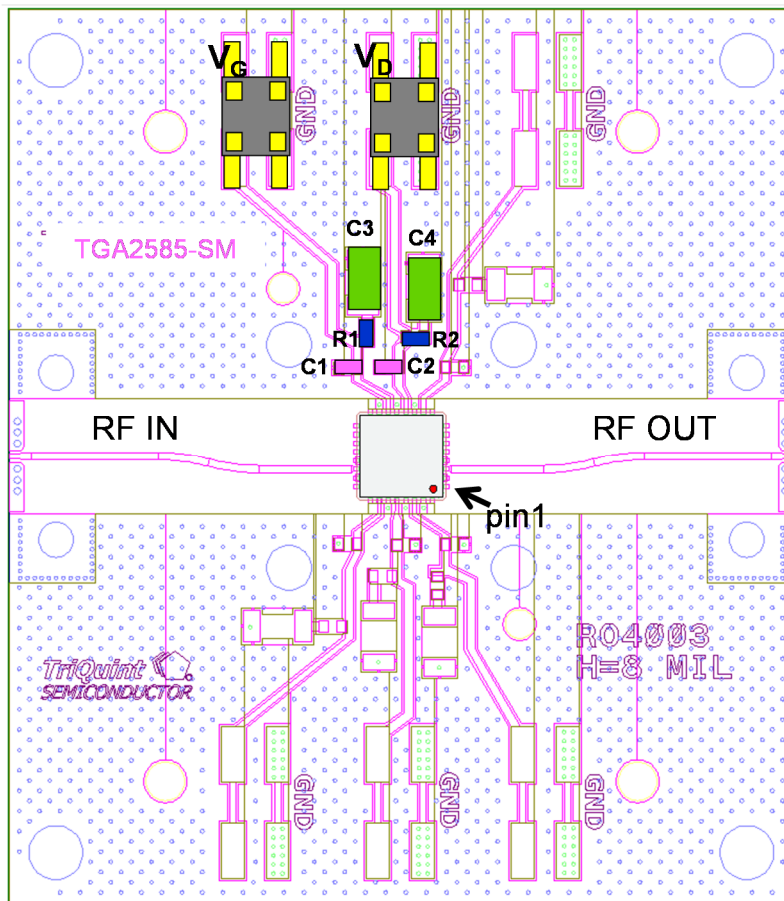 VG
VD
GND
GND
GND
TGA2585-SM
C3
C4
R1
R2
C1
C2
RF IN
RF OUT
pin1
TriQuint
SEMICONDUCTOR
RO4003
H=8 MIL
GND
GND
GND